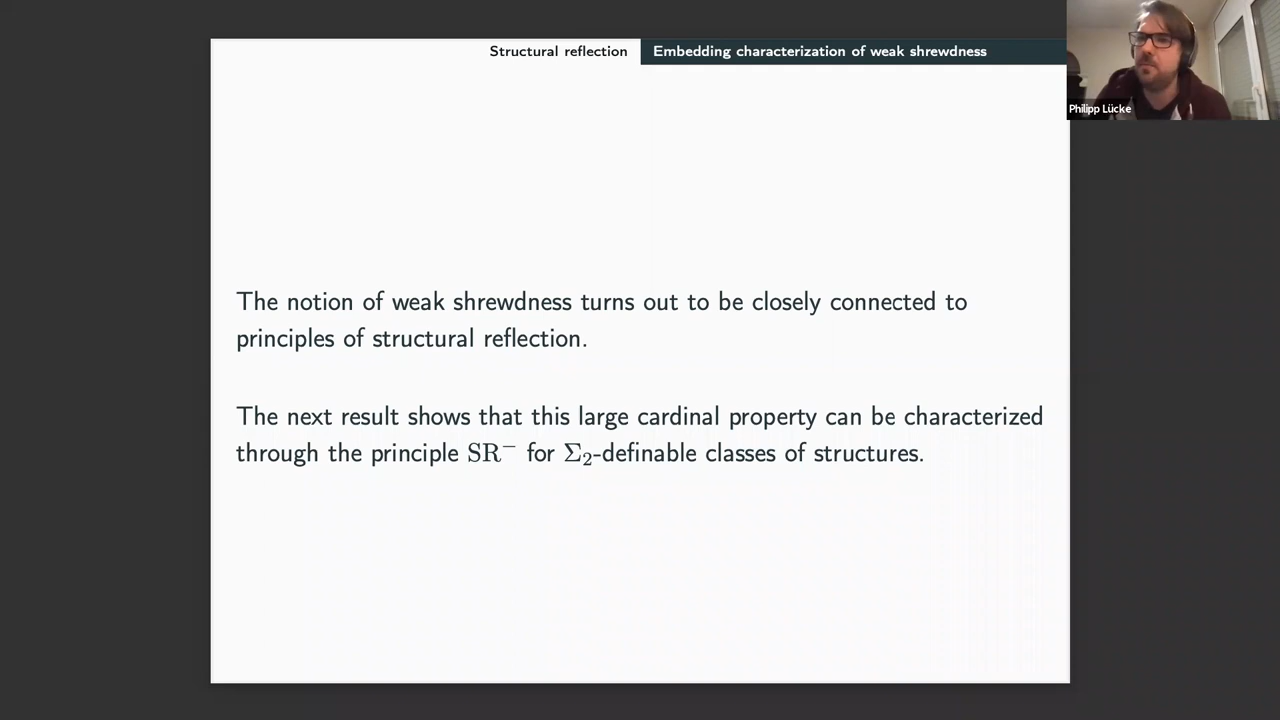 Structural reflection
Embedding characterization of weak shrewdness
Philipp Lücke
The notion of weak shrewdness turns out to be closely connected to
principles of structural reflection.
The next result shows that this large cardinal property can be characterized
through the principle SR⁻ for Σ₂-definable classes of structures.